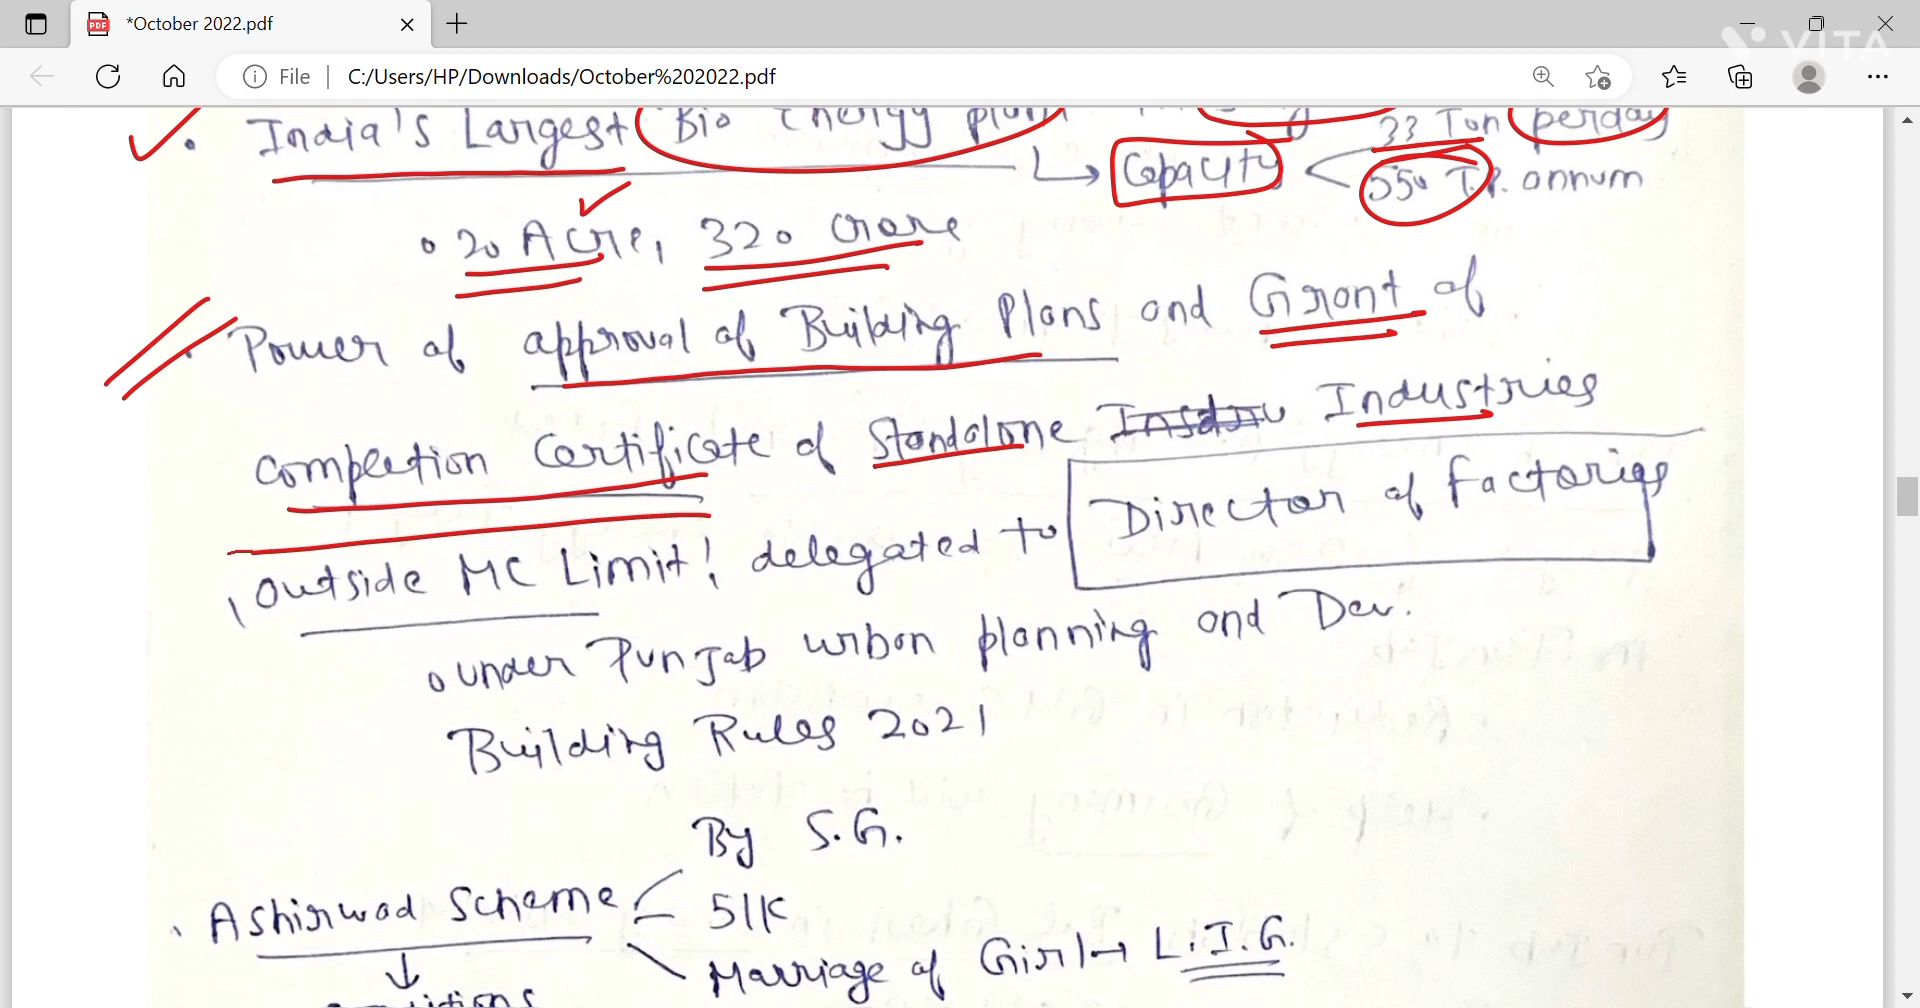 *October 2022.pdf
VITA
File | C:/Users/HP/Downloads/October%202022.pdf
• India's Largest Bio Energy plant 33 Ton perday
Capacity 550 T.P. annum
• 20 Acre, 320 Crore
• Power of approval of Building Plans and Grant of
Completion Certificate of Standalone Industries
outside MC Limit! delegated to Director of Factories
• under Punjab urban planning and Dev.
Building Rules 2021
By S.G.
• Ashirwad Scheme 51K
Marriage of Girl → L.I.G.